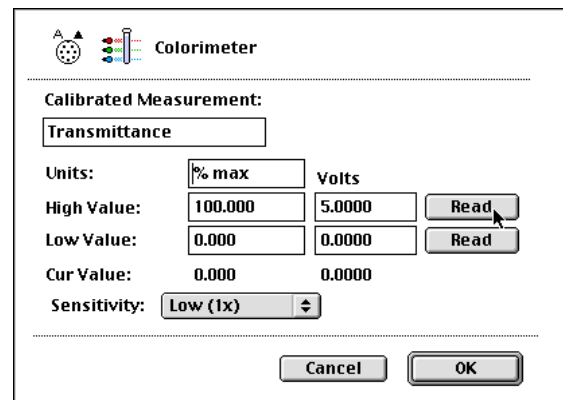 A
Colorimeter
Calibrated Measurement:
Transmittance
Units: % max Volts
High Value: 100.000 5.0000 Read
Low Value: 0.000 0.0000 Read
Cur Value: 0.000 0.0000
Sensitivity: Low (1x)
Cancel OK